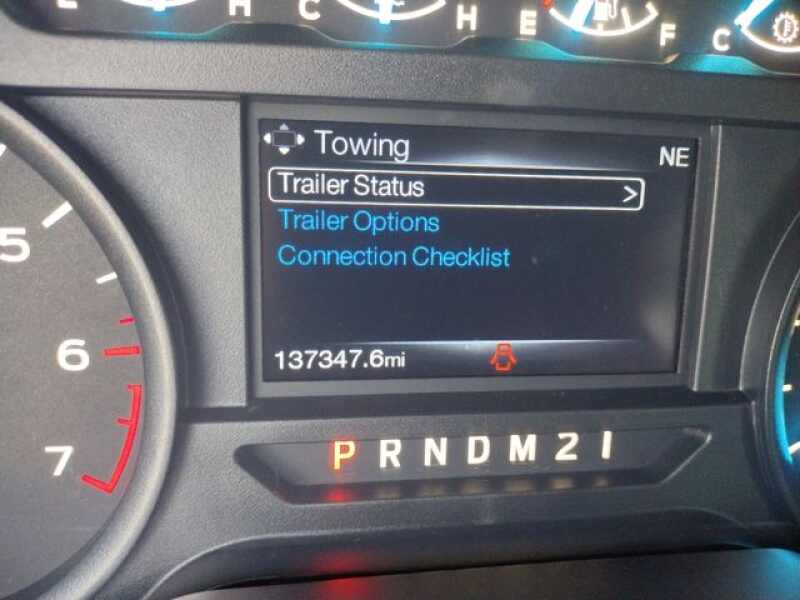 L H C H E F C
Towing
NE
Trailer Status >
Trailer Options
Connection Checklist
137347.6mi
5
6
7
P R N D M 2 1